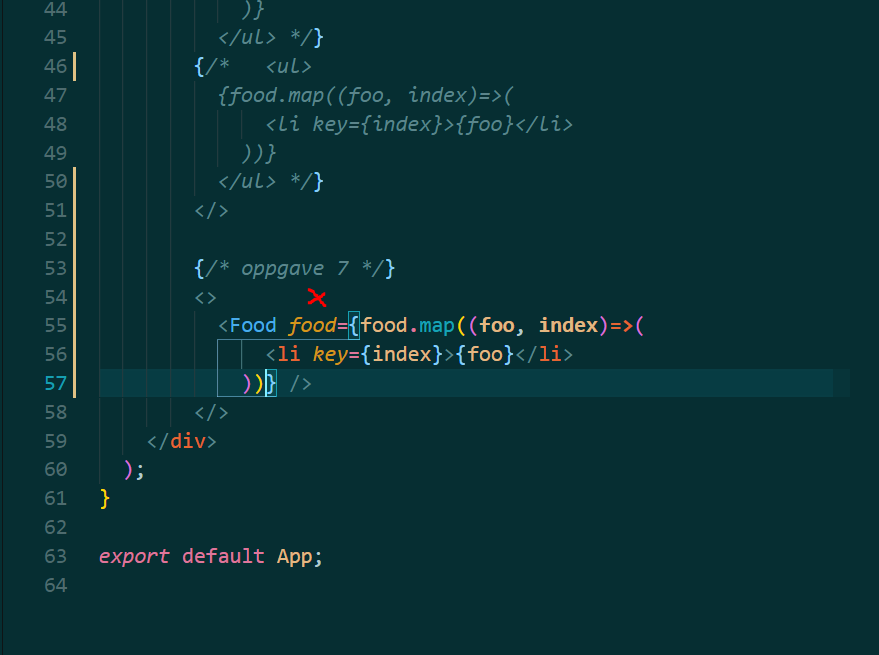 44 )}
45 </ul> */}
46 {/* <ul>
47 {food.map((foo, index)=>(
48 <li key={index}>{foo}</li>
49 ))}
50 </ul> */}
51 </>
52
53 {/* oppgave 7 */}
54 <>
55 <Food food={food.map((foo, index)=>(
56 <li key={index}>{foo}</li>
57 ))} />
58 </>
59 </div>
60 );
61 }
62
63 export default App;
64